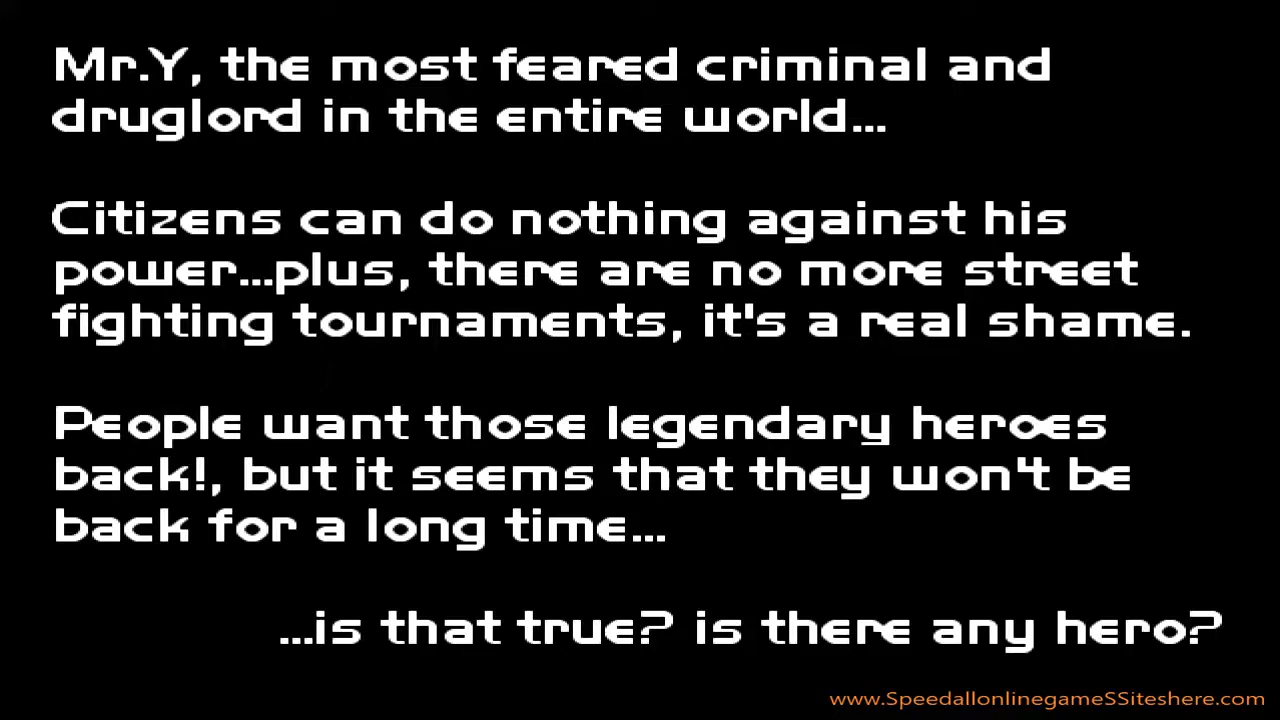 Mr.Y, the most feared criminal and
druglord in the entire world...
Citizens can do nothing against his
power...plus, there are no more street
fighting tournaments, it's a real shame.
People want those legendary heroes
back!, but it seems that they won't be
back for a long time...
...is that true? is there any hero?
www.SpeedallonlinegameSSiteshere.com